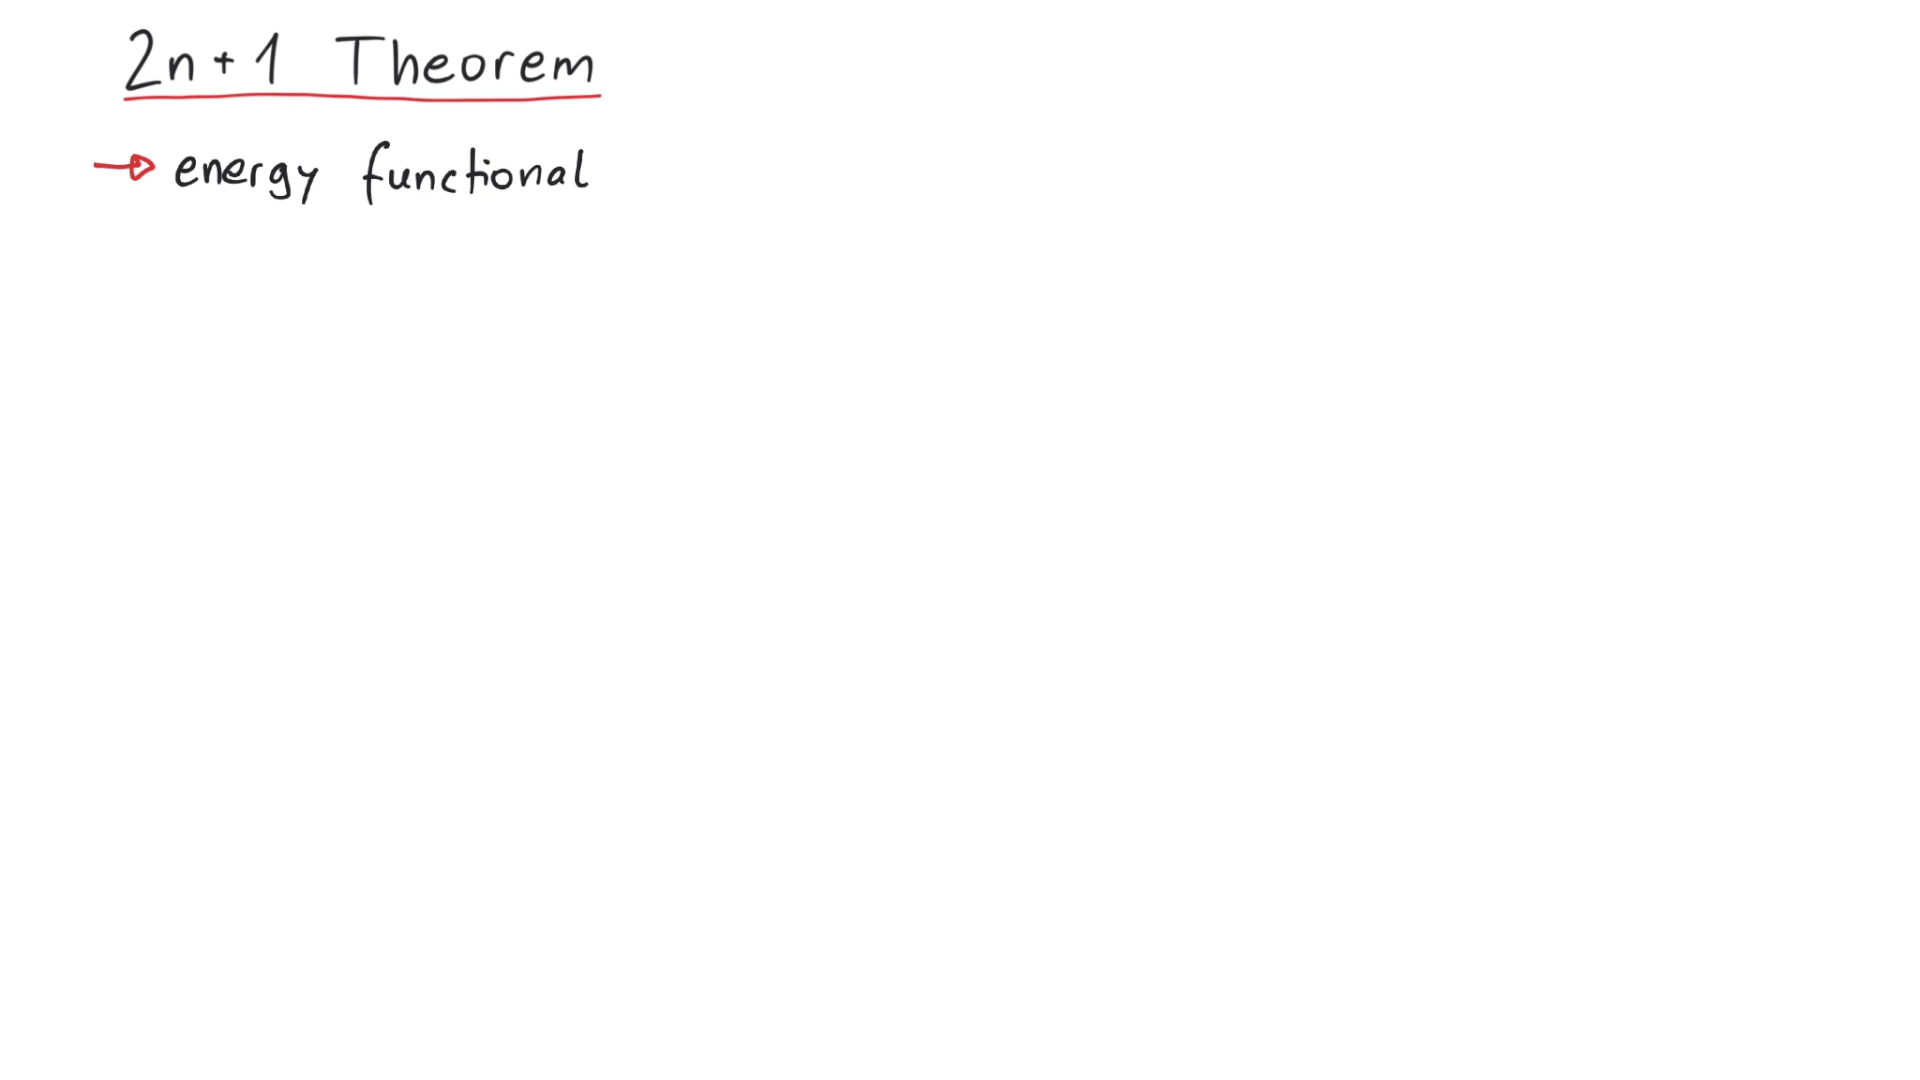 2n + 1 Theorem
→ energy functional